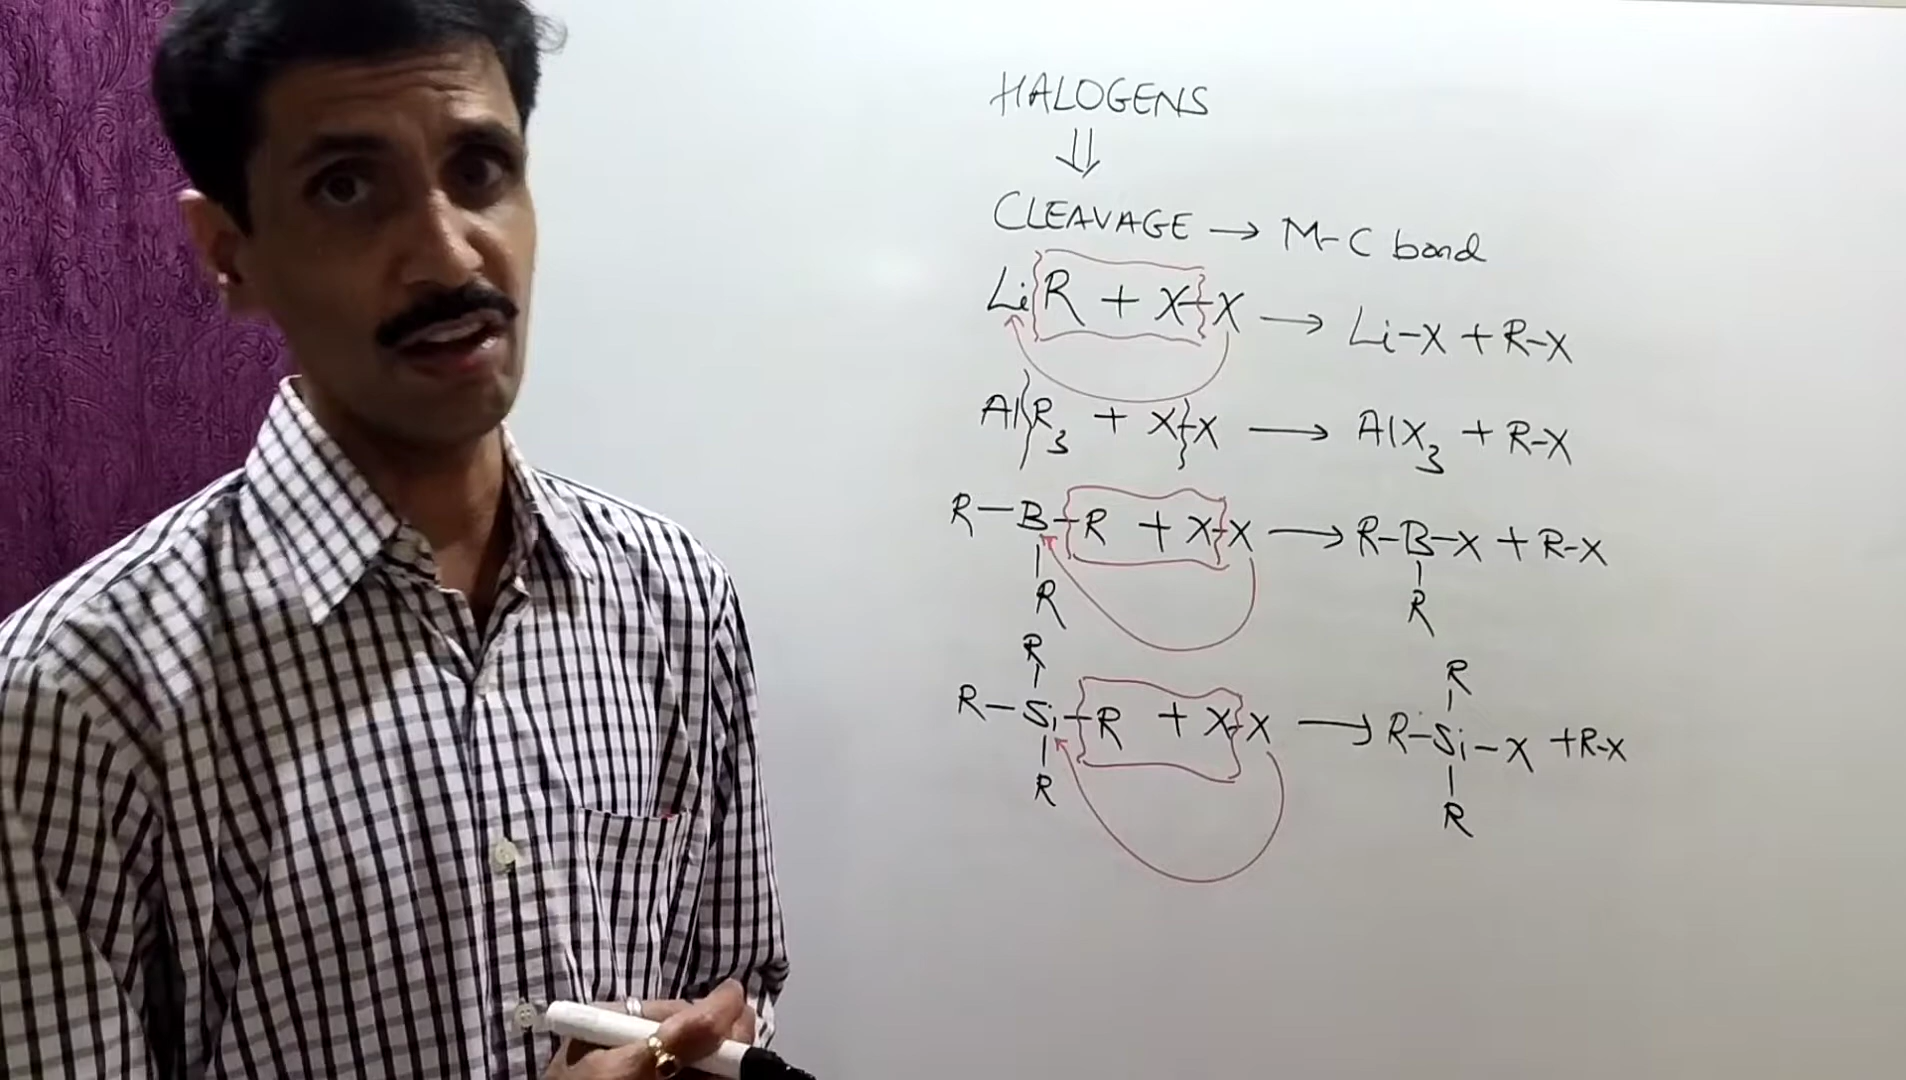 HALOGENS
⇓
CLEAVAGE → M-C bond
LiR + X-X → Li-X + R-X
AlR₃ + X-X → AlX₃ + R-X
R-B-R + X-X → R-B-X + R-X
| |
R R
R R
| |
R-Si-R + X-X → R-Si-X + R-X
| |
R R